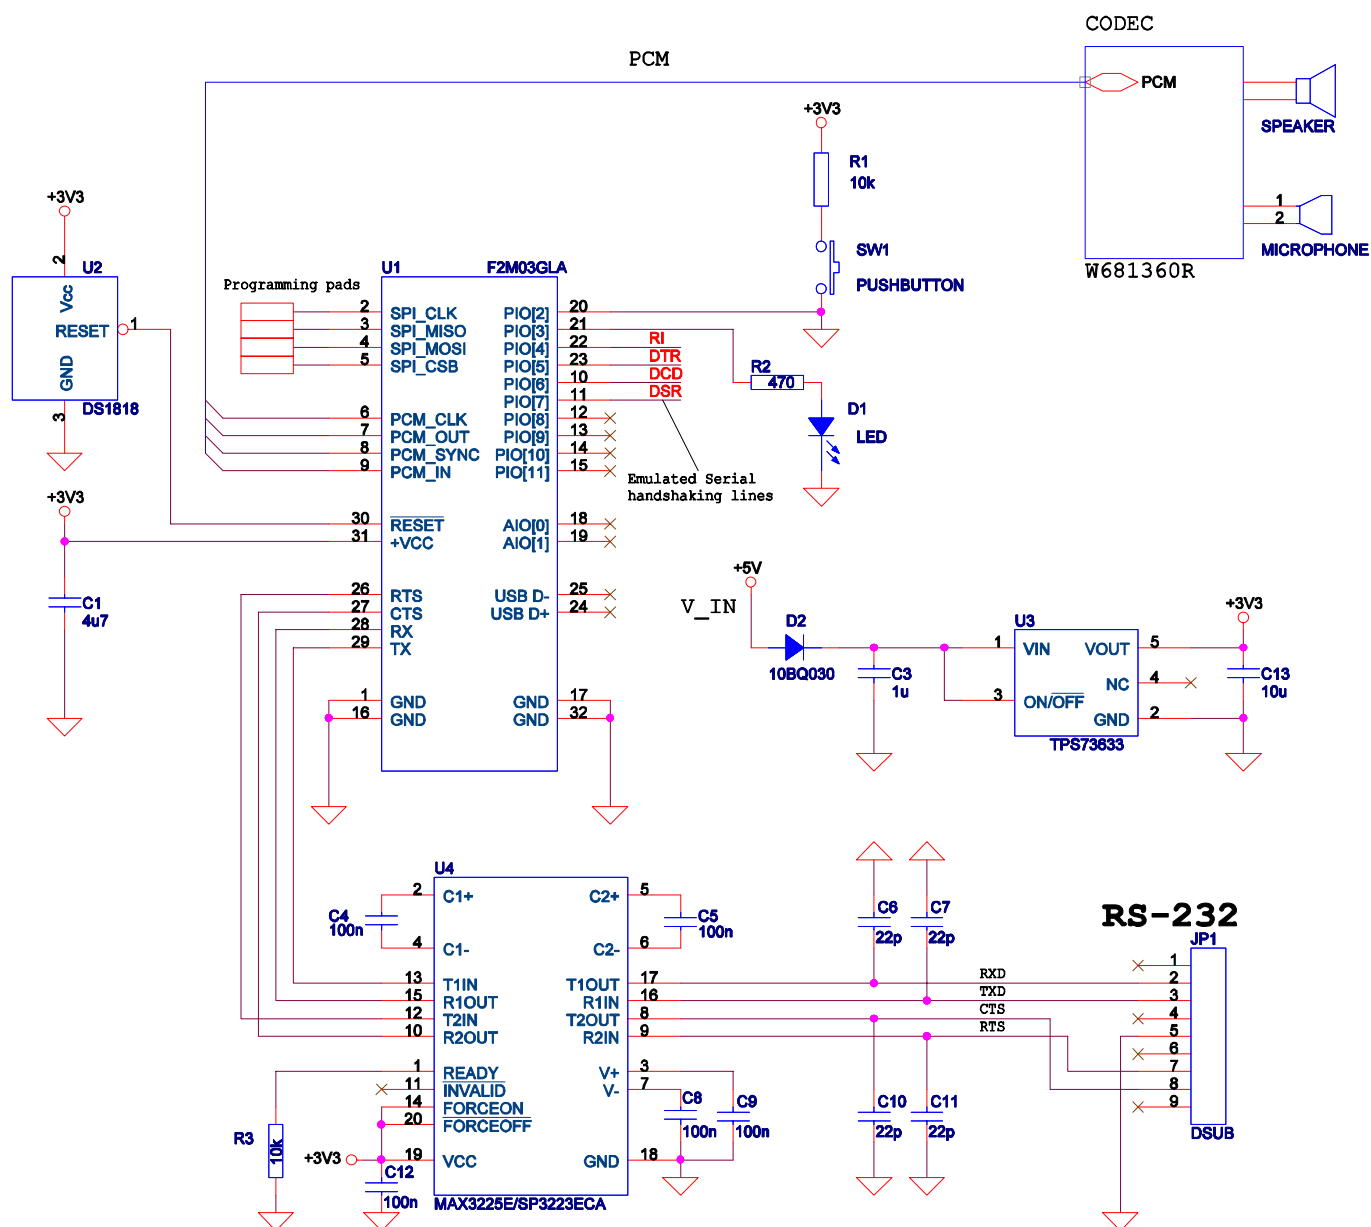 CODEC
PCM
PCM
SPEAKER
1
2
MICROPHONE
W681360R
+3V3
R1
10k
SW1
PUSHBUTTON
+3V3
2
U2
Vcc
RESET
1
GND
3
DS1818
Programming pads
U1
F2M03GLA
2 SPI_CLK
3 SPI_MISO
4 SPI_MOSI
5 SPI_CSB
6 PCM_CLK
7 PCM_OUT
8 PCM_SYNC
9 PCM_IN
30 RESET
31 +VCC
26 RTS
27 CTS
28 RX
29 TX
1 GND
16 GND
PIO[2] 20
PIO[3] 21
PIO[4] 22 RI
PIO[5] 23 DTR
PIO[6] 10 DCD
PIO[7] 11 DSR
PIO[8] 12
PIO[9] 13
PIO[10] 14
PIO[11] 15
AIO[0] 18
AIO[1] 19
USB D- 25
USB D+ 24
GND 17
GND 32
Emulated Serial
handshaking lines
R2
470
D1
LED
+3V3
C1
4u7
+5V
V_IN
D2
10BQ030
C3
1u
U3
1 VIN
3 ON/OFF
VOUT 5
NC 4
GND 2
TPS73633
+3V3
C13
10u
U4
2 C1+
4 C1-
13 T1IN
15 R1OUT
12 T2IN
10 R2OUT
1 READY
11 INVALID
14 FORCEON
20 FORCEOFF
19 VCC
C2+ 5
C2- 6
T1OUT 17
R1IN 16
T2OUT 8
R2IN 9
V+ 3
V- 7
GND 18
MAX3225E/SP3223ECA
C4
100n
C5
100n
C8
100n
C9
100n
R3
10k
+3V3
C12
100n
C6
22p
C7
22p
C10
22p
C11
22p
RXD
TXD
CTS
RTS
RS-232
JP1
1
2
3
4
5
6
7
8
9
DSUB